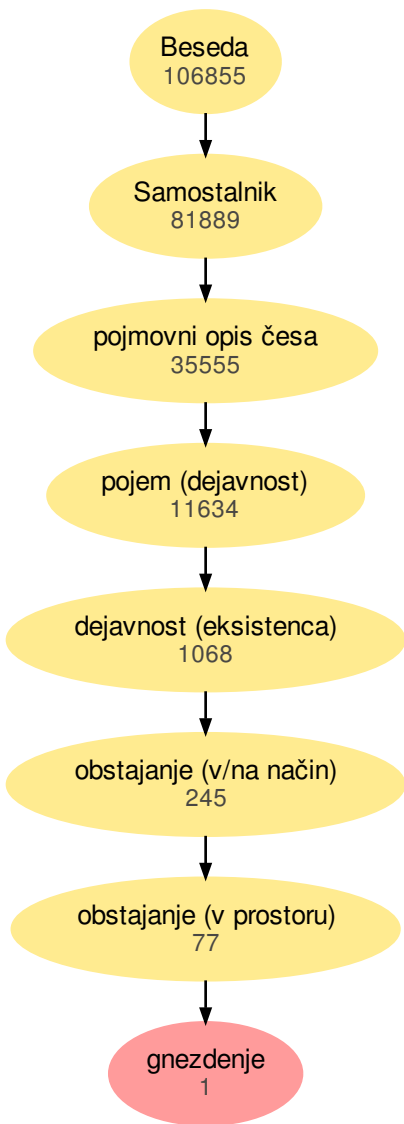 Beseda
106855
Samostalnik
81889
pojmovni opis česa
35555
pojem (dejavnost)
11634
dejavnost (eksistenca)
1068
obstajanje (v/na način)
245
obstajanje (v prostoru)
77
gnezdenje
1